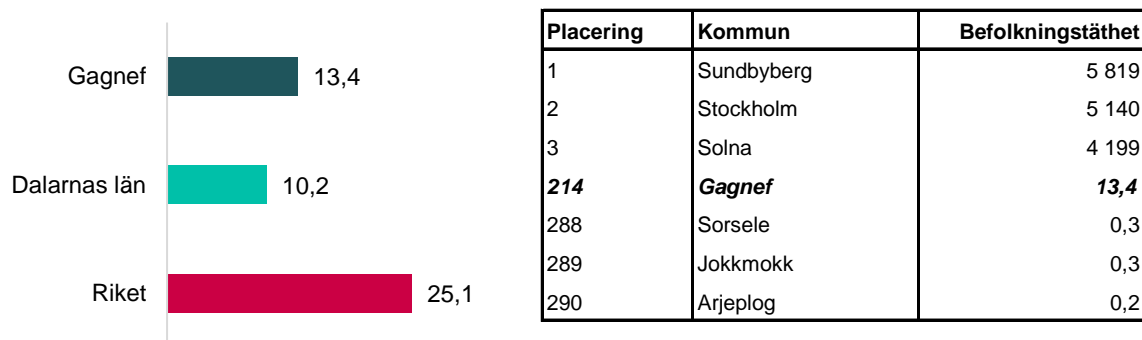 Gagnef 13,4
Dalarnas län 10,2
Riket 25,1
Placering Kommun Befolkningstäthet
1 Sundbyberg 5 819
2 Stockholm 5 140
3 Solna 4 199
214 Gagnef 13,4
288 Sorsele 0,3
289 Jokkmokk 0,3
290 Arjeplog 0,2